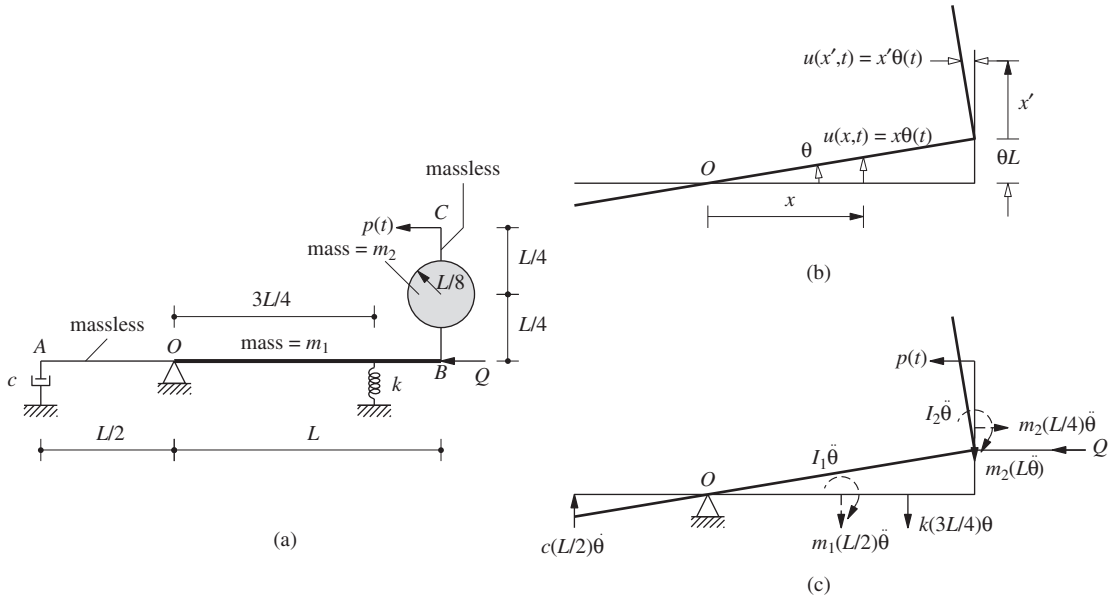 massless
C
p(t)
mass = m₂
L/8
L/4
L/4
3L/4
massless
A
O
mass = m₁
B
Q
c
k
L/2
L
(a)
u(x′,t) = x′θ(t)
x′
u(x,t) = xθ(t)
θ
O
θL
x
(b)
p(t)
I₂θ̈
m₂(L/4)θ̈
Q
I₁θ̈
m₂(Lθ̈)
O
k(3L/4)θ
c(L/2)θ̇
m₁(L/2)θ̈
(c)